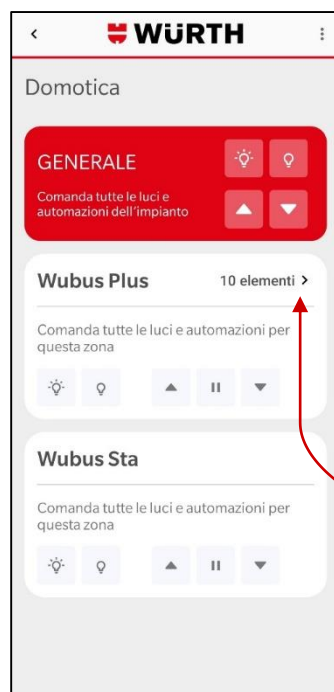 WÜRTH
Domotica
GENERALE
Comanda tutte le luci e
automazioni dell'impianto
Wubus Plus 10 elementi
Comanda tutte le luci e automazioni per
questa zona
Wubus Sta
Comanda tutte le luci e automazioni per
questa zona